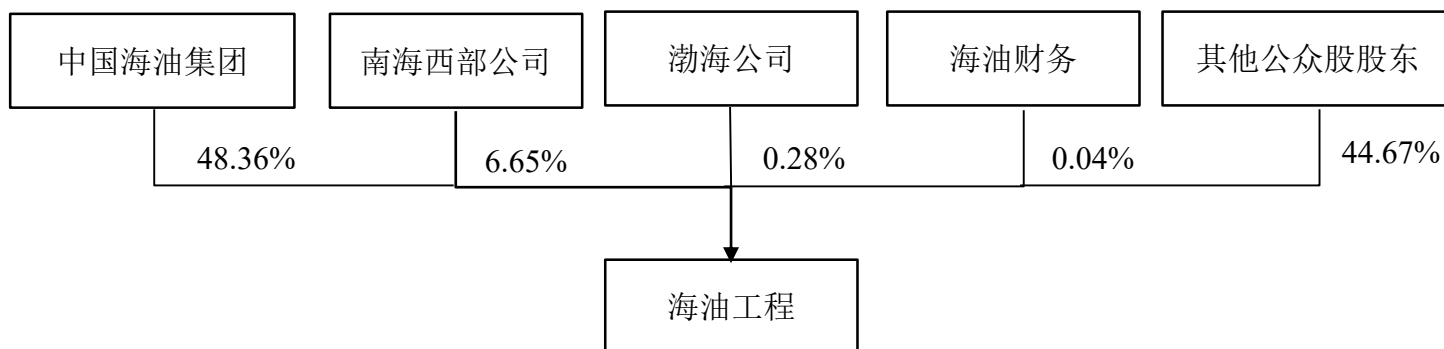 中国海油集团
南海西部公司
渤海公司
海油财务
其他公众股股东
48.36%
6.65%
0.28%
0.04%
44.67%
海油工程